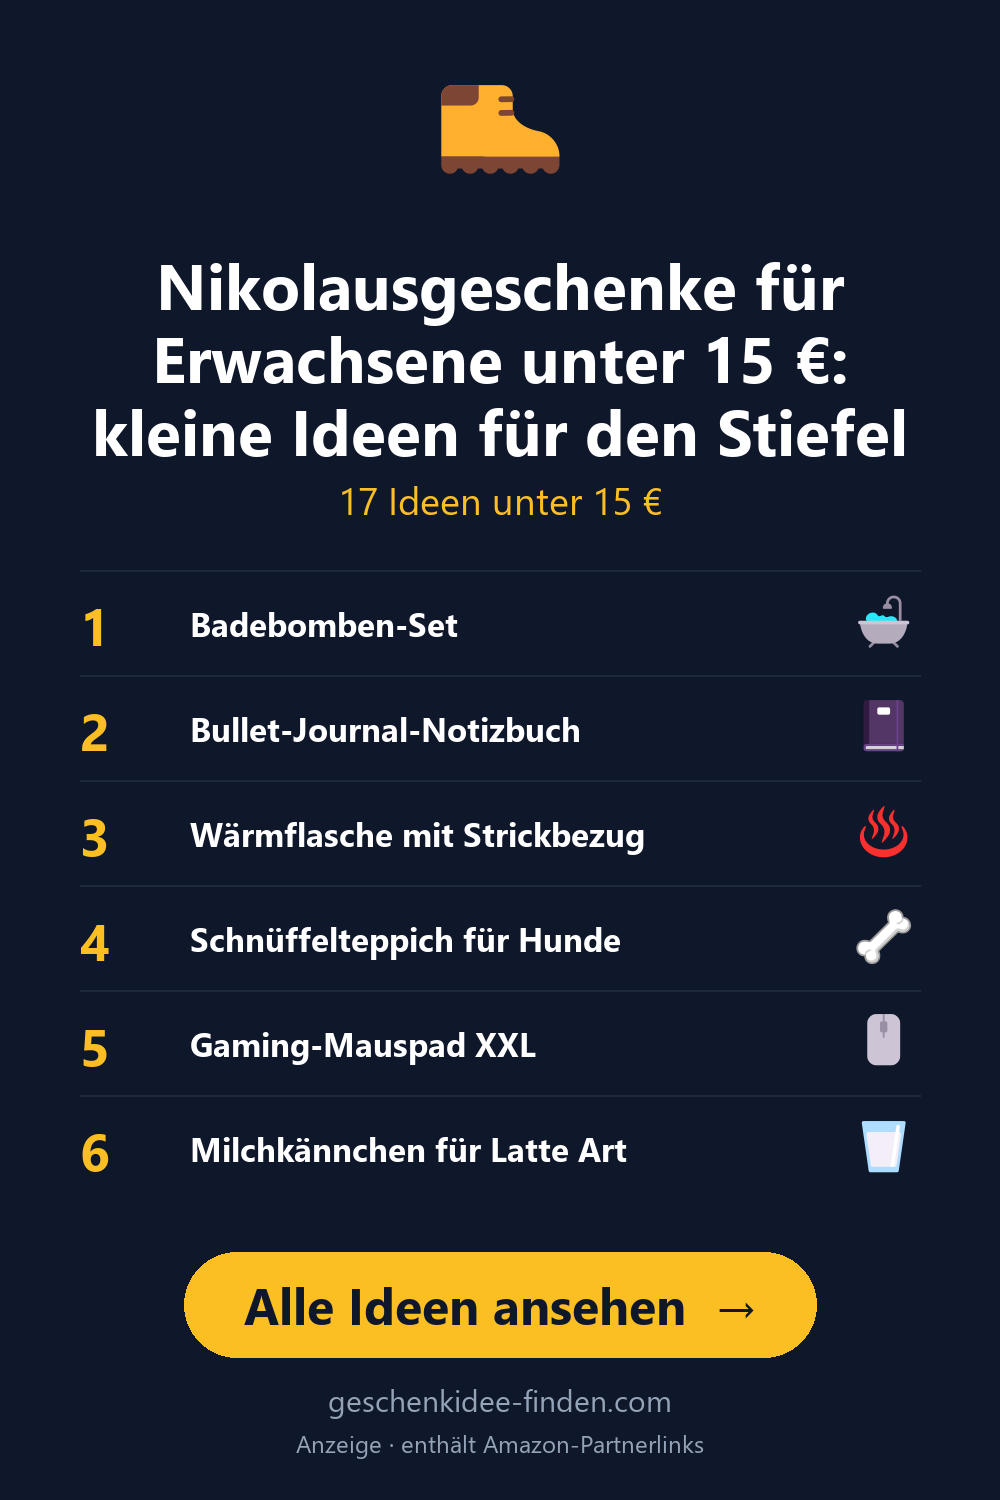 Nikolausgeschenke für
Erwachsene unter 15 €:
kleine Ideen für den Stiefel
17 Ideen unter 15 €
1 Badebomben-Set
2 Bullet-Journal-Notizbuch
3 Wärmflasche mit Strickbezug
4 Schnüffelteppich für Hunde
5 Gaming-Mauspad XXL
6 Milchkännchen für Latte Art
Alle Ideen ansehen →
geschenkidee-finden.com
Anzeige · enthält Amazon-Partnerlinks